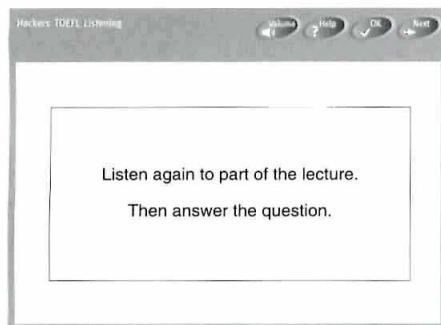 Hackers TOEFL Listening
Volume Help OK Next
Listen again to part of the lecture.
Then answer the question.